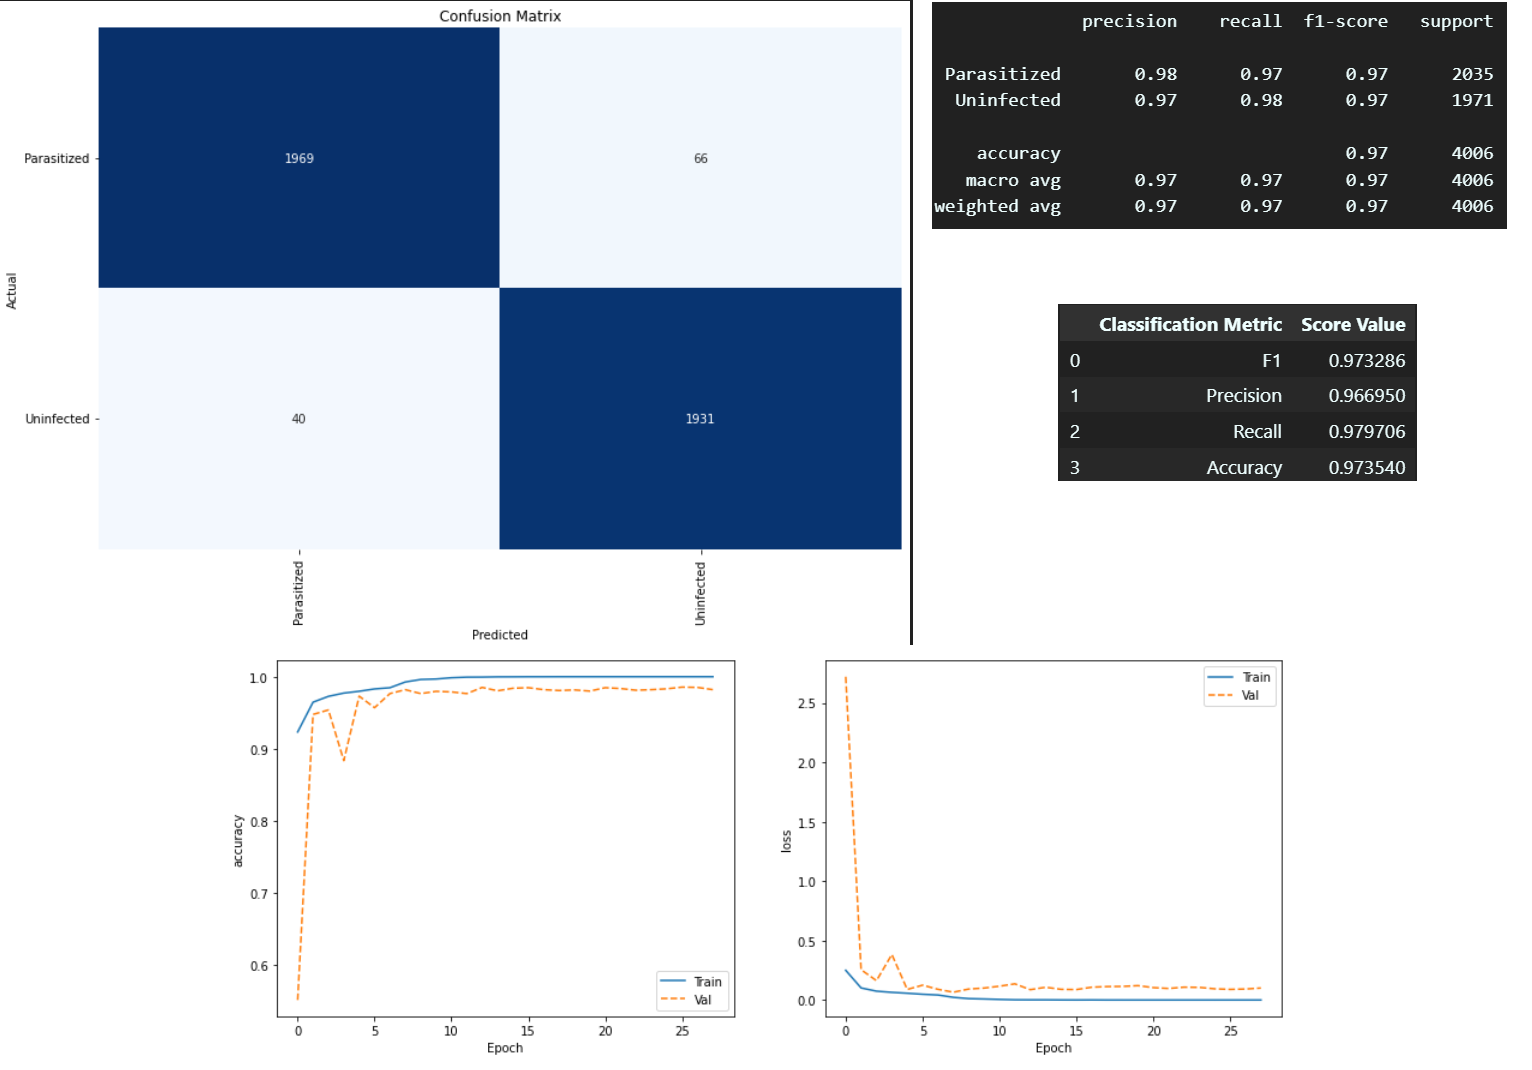 Confusion Matrix
Actual
Parasitized
1969
66
Uninfected
40
1931
Parasitized
Uninfected
Predicted
precision recall f1-score support
Parasitized 0.98 0.97 0.97 2035
Uninfected 0.97 0.98 0.97 1971
accuracy 0.97 4006
macro avg 0.97 0.97 0.97 4006
weighted avg 0.97 0.97 0.97 4006
Classification Metric Score Value
0 F1 0.973286
1 Precision 0.966950
2 Recall 0.979706
3 Accuracy 0.973540
accuracy
1.0
0.9
0.8
0.7
0.6
Train
Val
0 5 10 15 20 25
Epoch
loss
2.5
2.0
1.5
1.0
0.5
0.0
Train
Val
0 5 10 15 20 25
Epoch